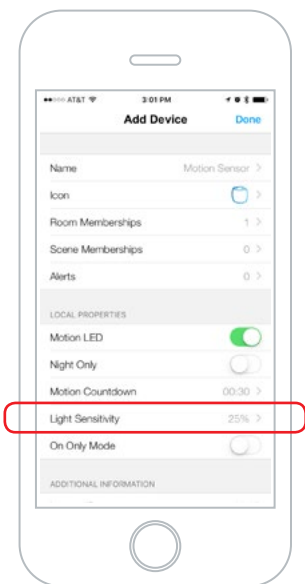 AT&T 3:01 PM
Add Device Done
Name Motion Sensor >
Icon >
Room Memberships 1 >
Scene Memberships 0 >
Alerts 0 >
LOCAL PROPERTIES
Motion LED
Night Only
Motion Countdown 00:30 >
Light Sensitivity 25% >
On Only Mode
ADDITIONAL INFORMATION